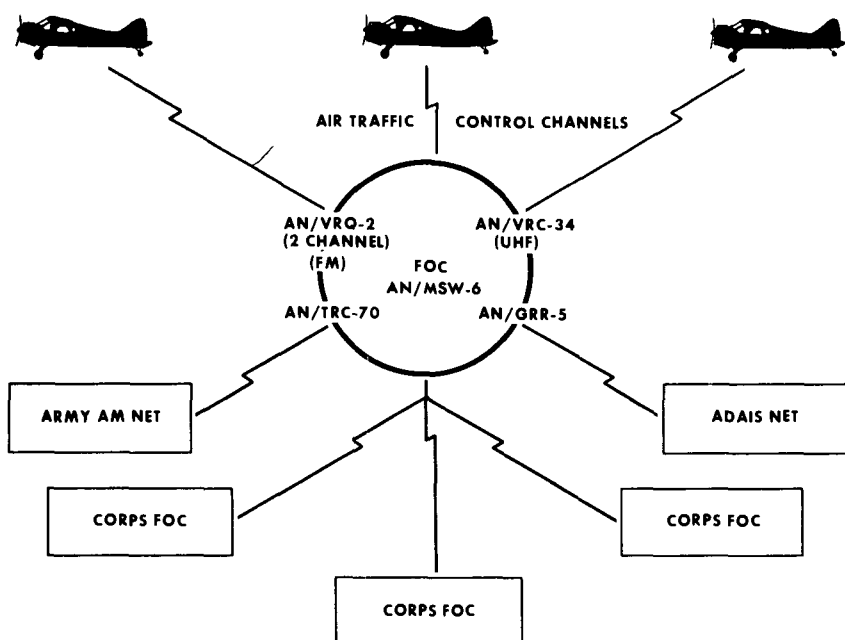 AIR TRAFFIC CONTROL CHANNELS
AN/VRQ-2
(2 CHANNEL)
(FM)
AN/VRC-34
(UHF)
FOC
AN/MSW-6
AN/TRC-70
AN/GRR-5
ARMY AM NET
ADAIS NET
CORPS FOC
CORPS FOC
CORPS FOC